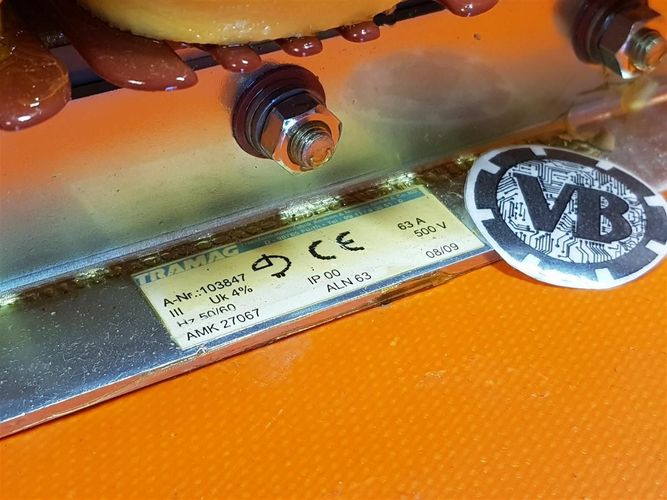 TRAMAG
A-Nr.:103847
63 A
III Uk 4% IP 00 500 V
Hz 50/60 ALN 63
AMK 27067 08/09
VB